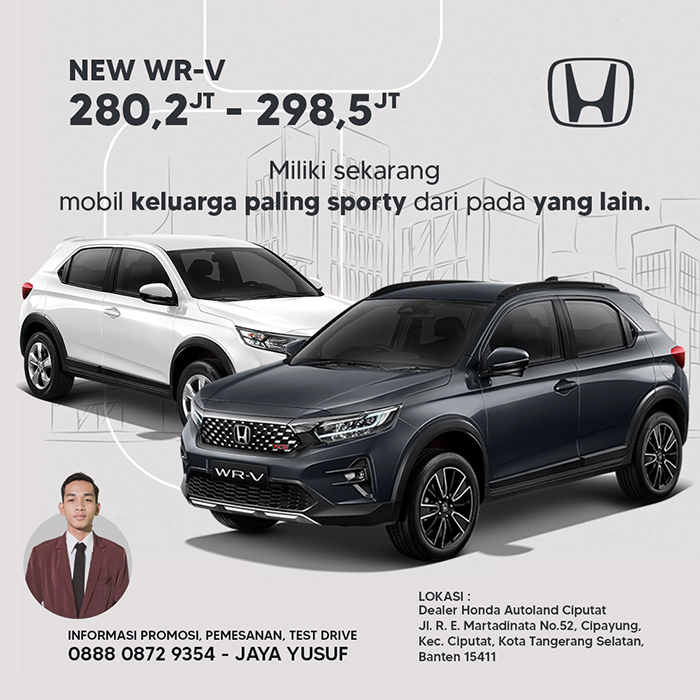 NEW WR-V
280,2JT - 298,5JT
Miliki sekarang
mobil keluarga paling sporty dari pada yang lain.
RS
WR-V
INFORMASI PROMOSI, PEMESANAN, TEST DRIVE
0888 0872 9354 - JAYA YUSUF
LOKASI :
Dealer Honda Autoland Ciputat
Jl. R. E. Martadinata No.52, Cipayung,
Kec. Ciputat, Kota Tangerang Selatan,
Banten 15411